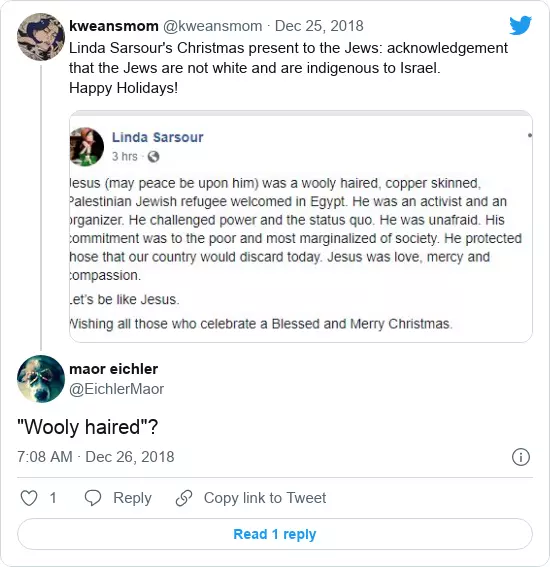 kweansmom @kweansmom · Dec 25, 2018
Linda Sarsour's Christmas present to the Jews: acknowledgement
that the Jews are not white and are indigenous to Israel.
Happy Holidays!
Linda Sarsour
3 hrs ·
Jesus (may peace be upon him) was a wooly haired, copper skinned,
Palestinian Jewish refugee welcomed in Egypt. He was an activist and an
organizer. He challenged power and the status quo. He was unafraid. His
commitment was to the poor and most marginalized of society. He protected
those that our country would discard today. Jesus was love, mercy and
compassion.
Let's be like Jesus.
Wishing all those who celebrate a Blessed and Merry Christmas.
maor eichler
@EichlerMaor
"Wooly haired"?
7:08 AM · Dec 26, 2018
1 Reply Copy link to Tweet
Read 1 reply